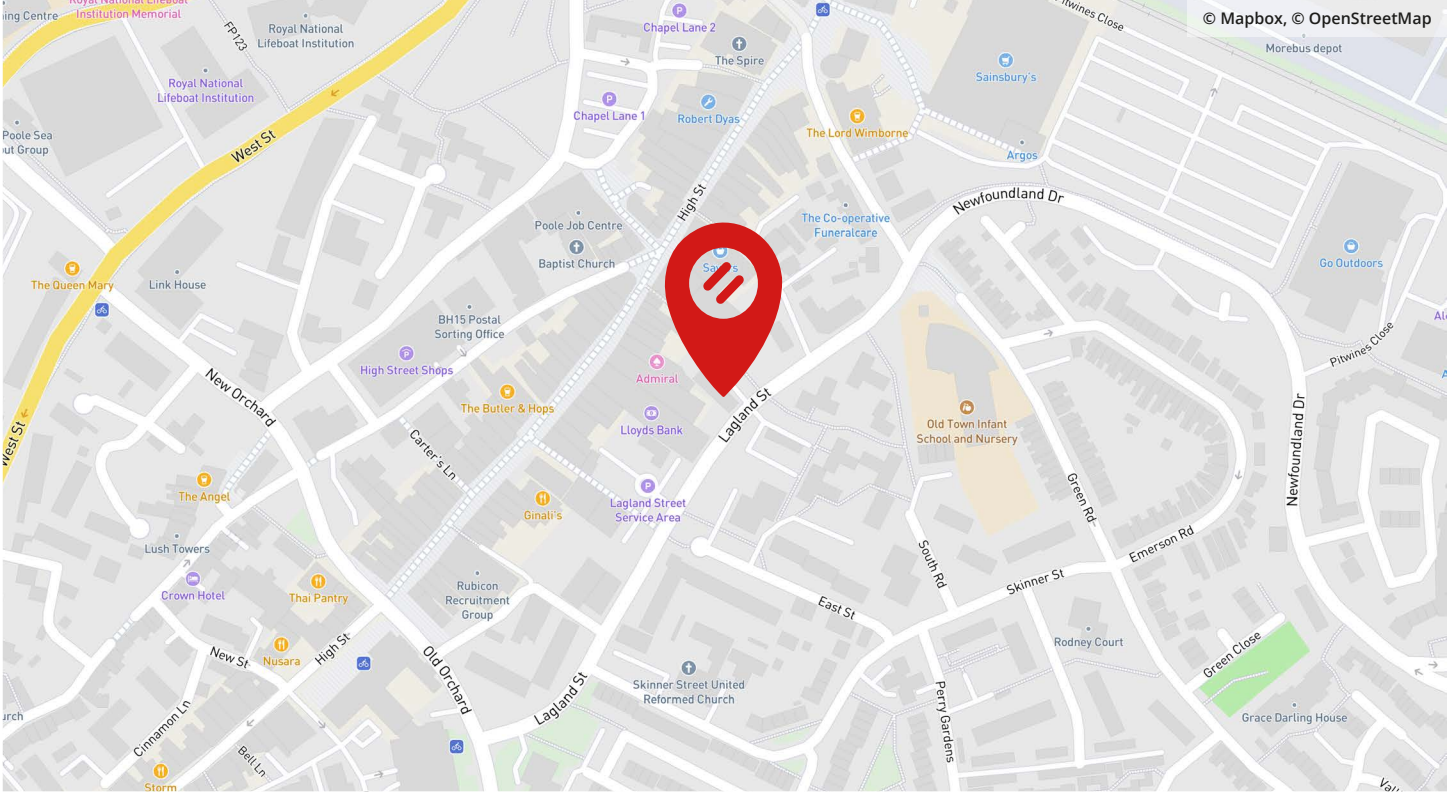 Royal National Lifeboat
Institution Memorial
ing Centre
FP123
Royal National
Lifeboat Institution
Chapel Lane 2
The Spire
itwines Close
© Mapbox, © OpenStreetMap
Morebus depot
Sainsbury's
Royal National
Lifeboat Institution
Chapel Lane 1
Robert Dyas
The Lord Wimborne
Argos
Poole Sea
ut Group
West St
High St
Newfoundland Dr
Poole Job Centre
Baptist Church
The Co-operative
Funeralcare
Go Outdoors
The Queen Mary
Link House
BH15 Postal
Sorting Office
High Street Shops
Pitwines Close
Admiral
New Orchard
The Butler & Hops
Lloyds Bank
Lagland St
Old Town Infant
School and Nursery
Newfoundland Dr
West St
Carter's Ln
The Angel
Ginali's
Lagland Street
Service Area
Green Rd
Emerson Rd
Lush Towers
South Rd
Skinner St
Crown Hotel
Thai Pantry
Rubicon
Recruitment
Group
East St
Rodney Court
New St
Nusara
High St
Old Orchard
Skinner Street United
Reformed Church
Green Close
Lagland St
Perry Gardens
Grace Darling House
urch
Cinnamon Ln
Bell Ln
Storm